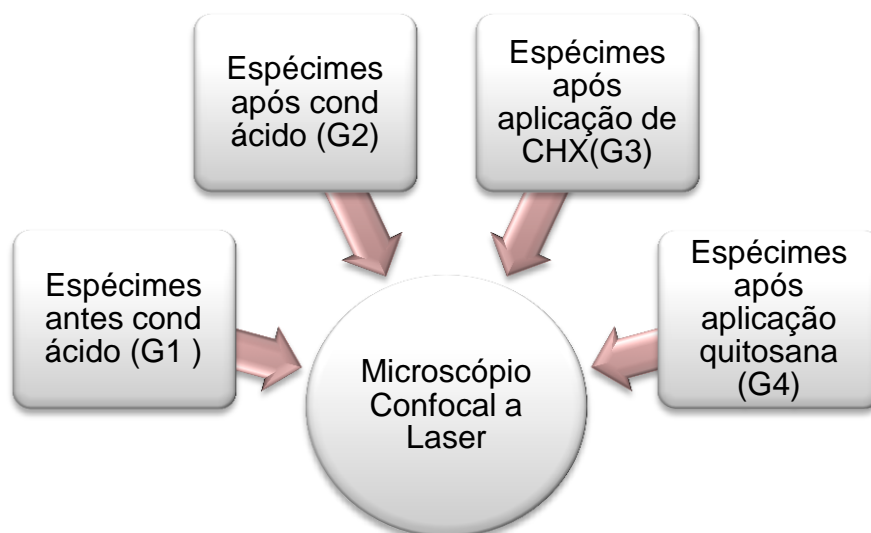 Espécimes
após cond
ácido (G2)
Espécimes
após
aplicação de
CHX(G3)
Espécimes
antes cond
ácido (G1 )
Espécimes
após
aplicação
quitosana
(G4)
Microscópio
Confocal a
Laser